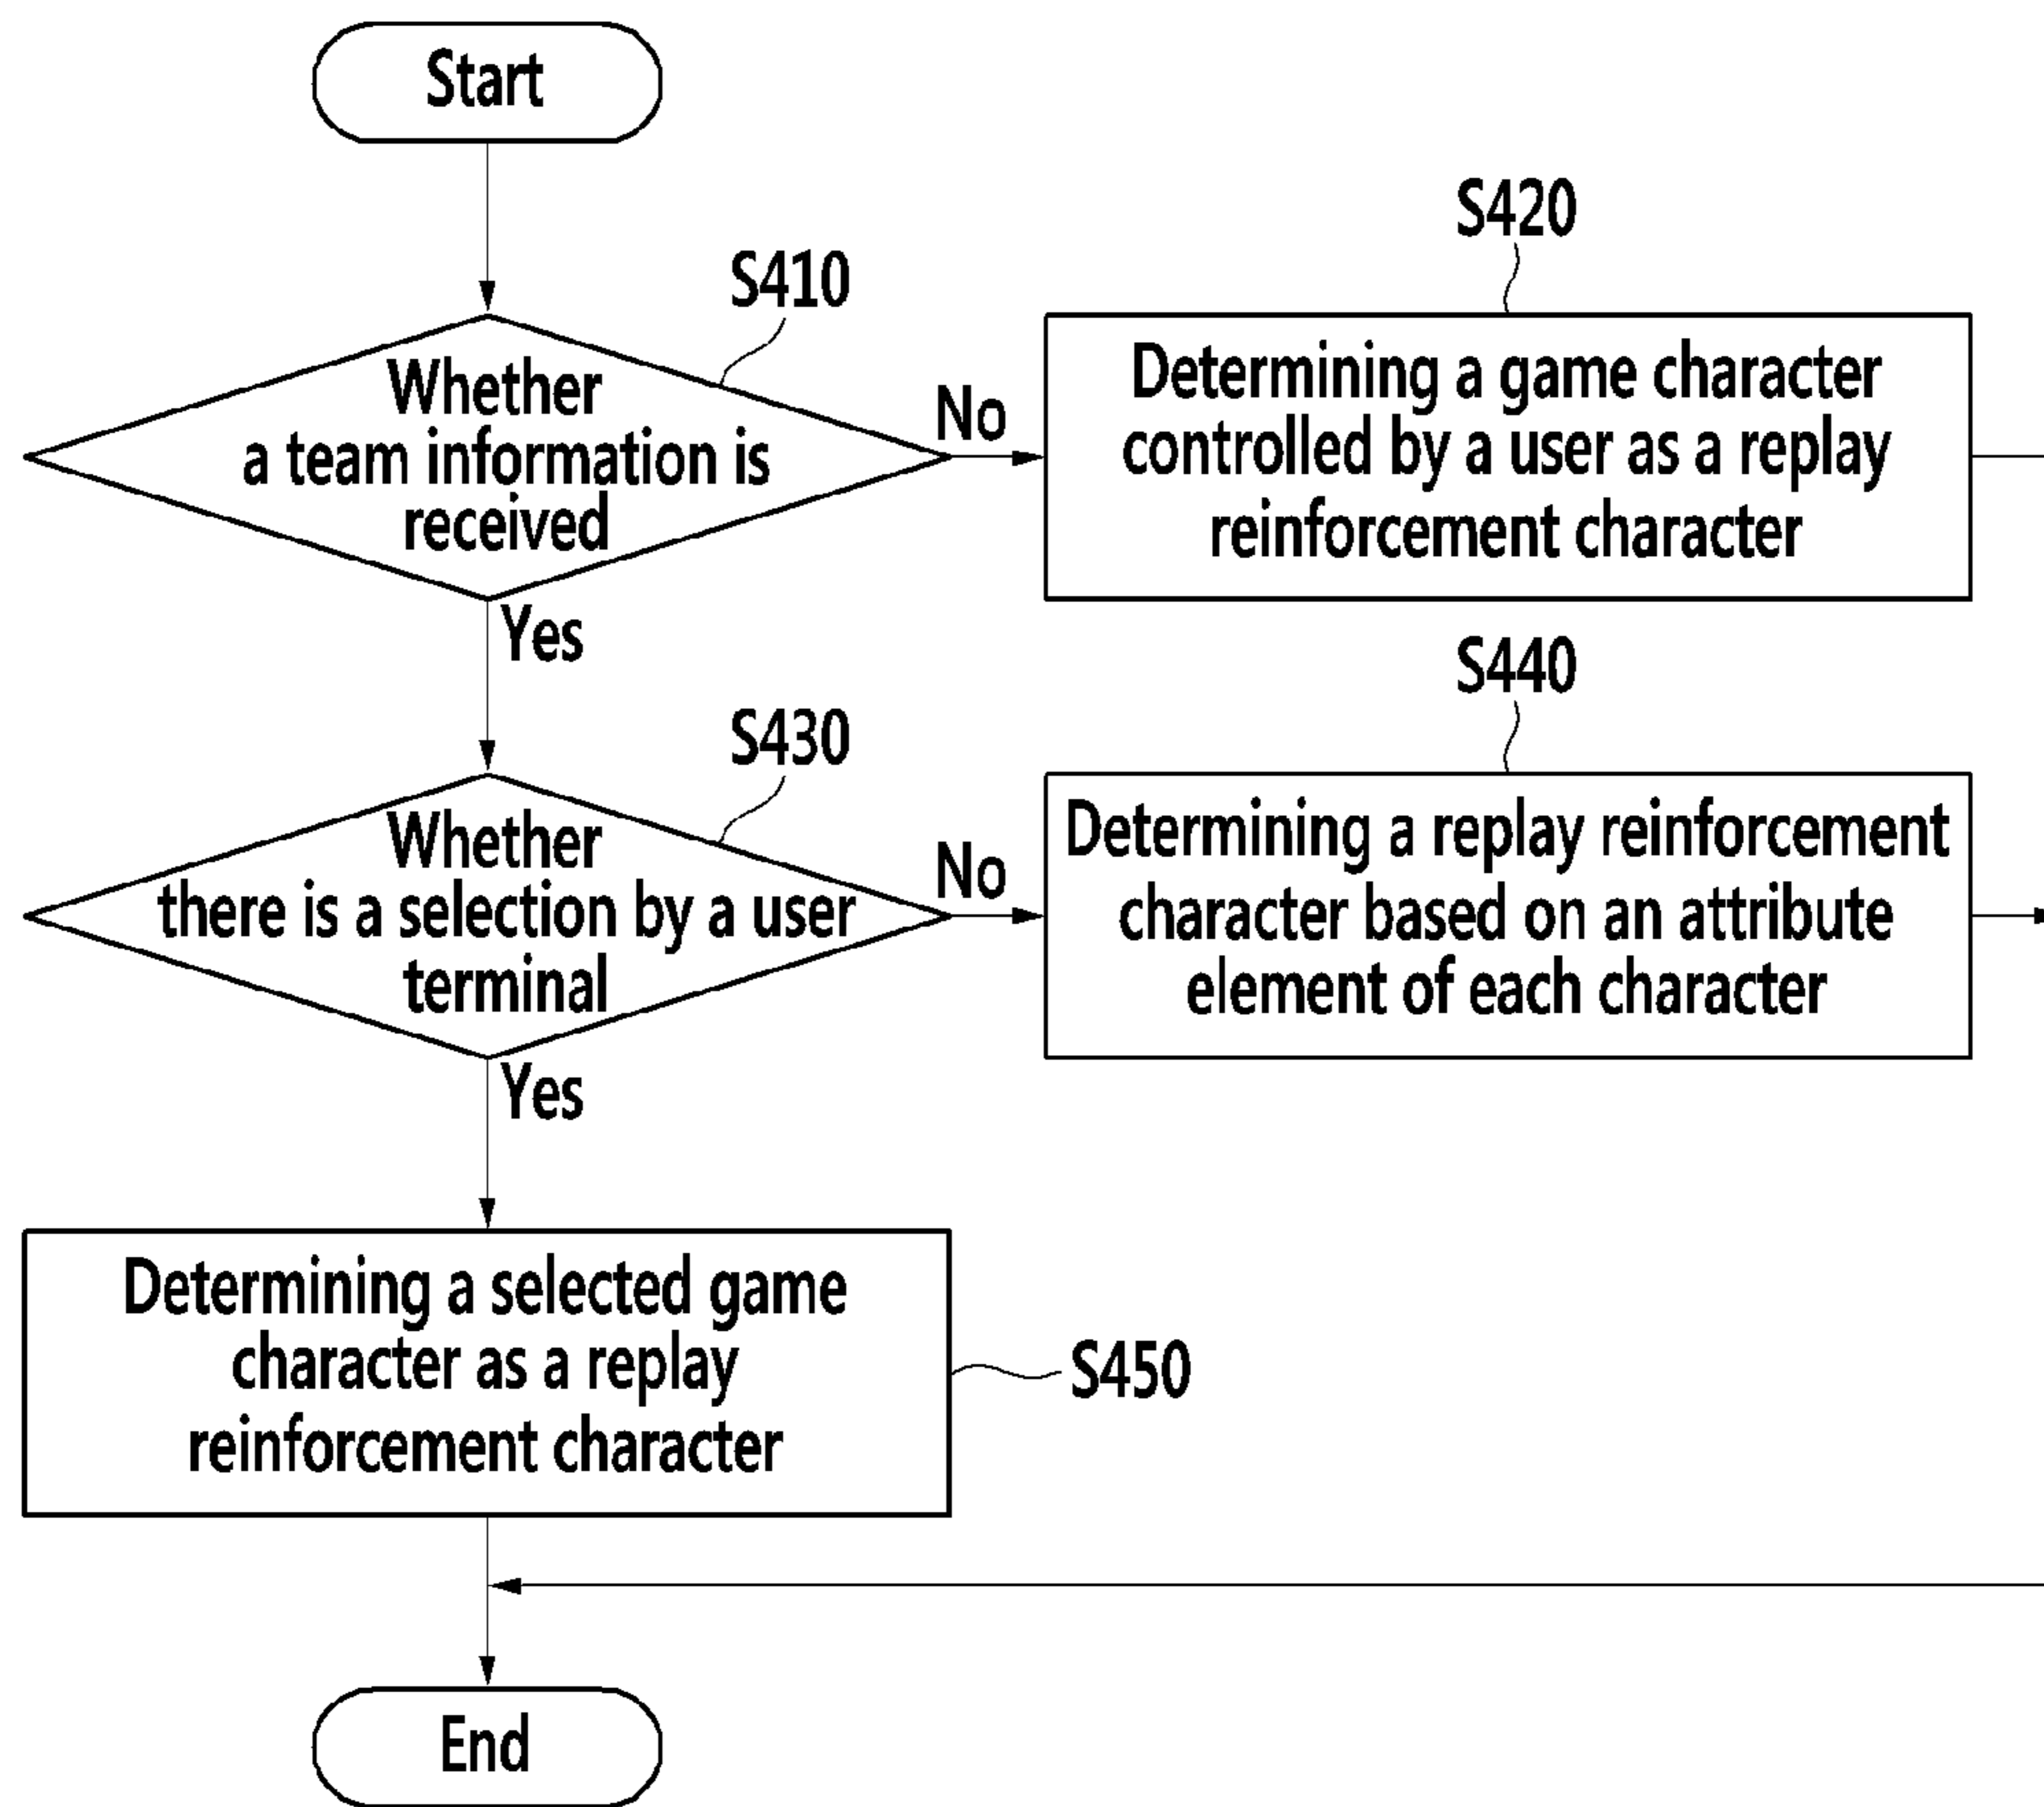 Start
S410
Whether
a team information is
received
No
S420
Determining a game character
controlled by a user as a replay
reinforcement character
Yes
S430
Whether
there is a selection by a user
terminal
No
S440
Determining a replay reinforcement
character based on an attribute
element of each character
Yes
Determining a selected game
character as a replay
reinforcement character
S450
End